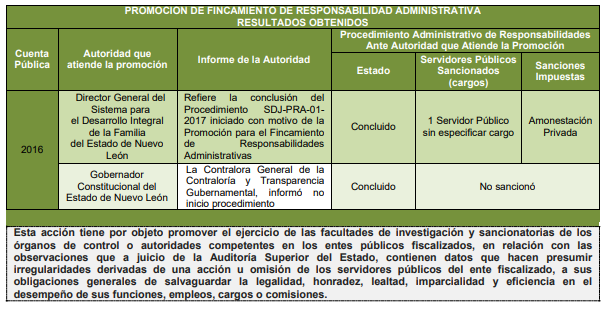 PROMOCIÓN DE FINCAMIENTO DE RESPONSABILIDAD ADMINISTRATIVA
RESULTADOS OBTENIDOS
Cuenta
Pública
Autoridad que
atiende la promoción
Informe de la Autoridad
Procedimiento Administrativo de Responsabilidades
Ante Autoridad que Atiende la Promoción
Estado
Servidores Públicos
Sancionados
(cargos)
Sanciones
Impuestas
2016
Director General del
Sistema para
el Desarrollo Integral
de la Familia
del Estado de Nuevo
León
Refiere la conclusión del
Procedimiento SDJ-PRA-01-
2017 iniciado con motivo de la
Promoción para el Fincamiento
de Responsabilidades
Administrativas
Concluido
1 Servidor Público
sin especificar cargo
Amonestación
Privada
Gobernador
Constitucional del
Estado de Nuevo León
La Contralora General de la
Contraloría y Transparencia
Gubernamental, informó no
inicio procedimiento
Concluido
No sancionó
Esta acción tiene por objeto promover el ejercicio de las facultades de investigación y sancionatorias de los
órganos de control o autoridades competentes en los entes públicos fiscalizados, en relación con las
observaciones que a juicio de la Auditoría Superior del Estado, contienen datos que hacen presumir
irregularidades derivadas de una acción u omisión de los servidores públicos del ente fiscalizado, a sus
obligaciones generales de salvaguardar la legalidad, honradez, lealtad, imparcialidad y eficiencia en el
desempeño de sus funciones, empleos, cargos o comisiones.